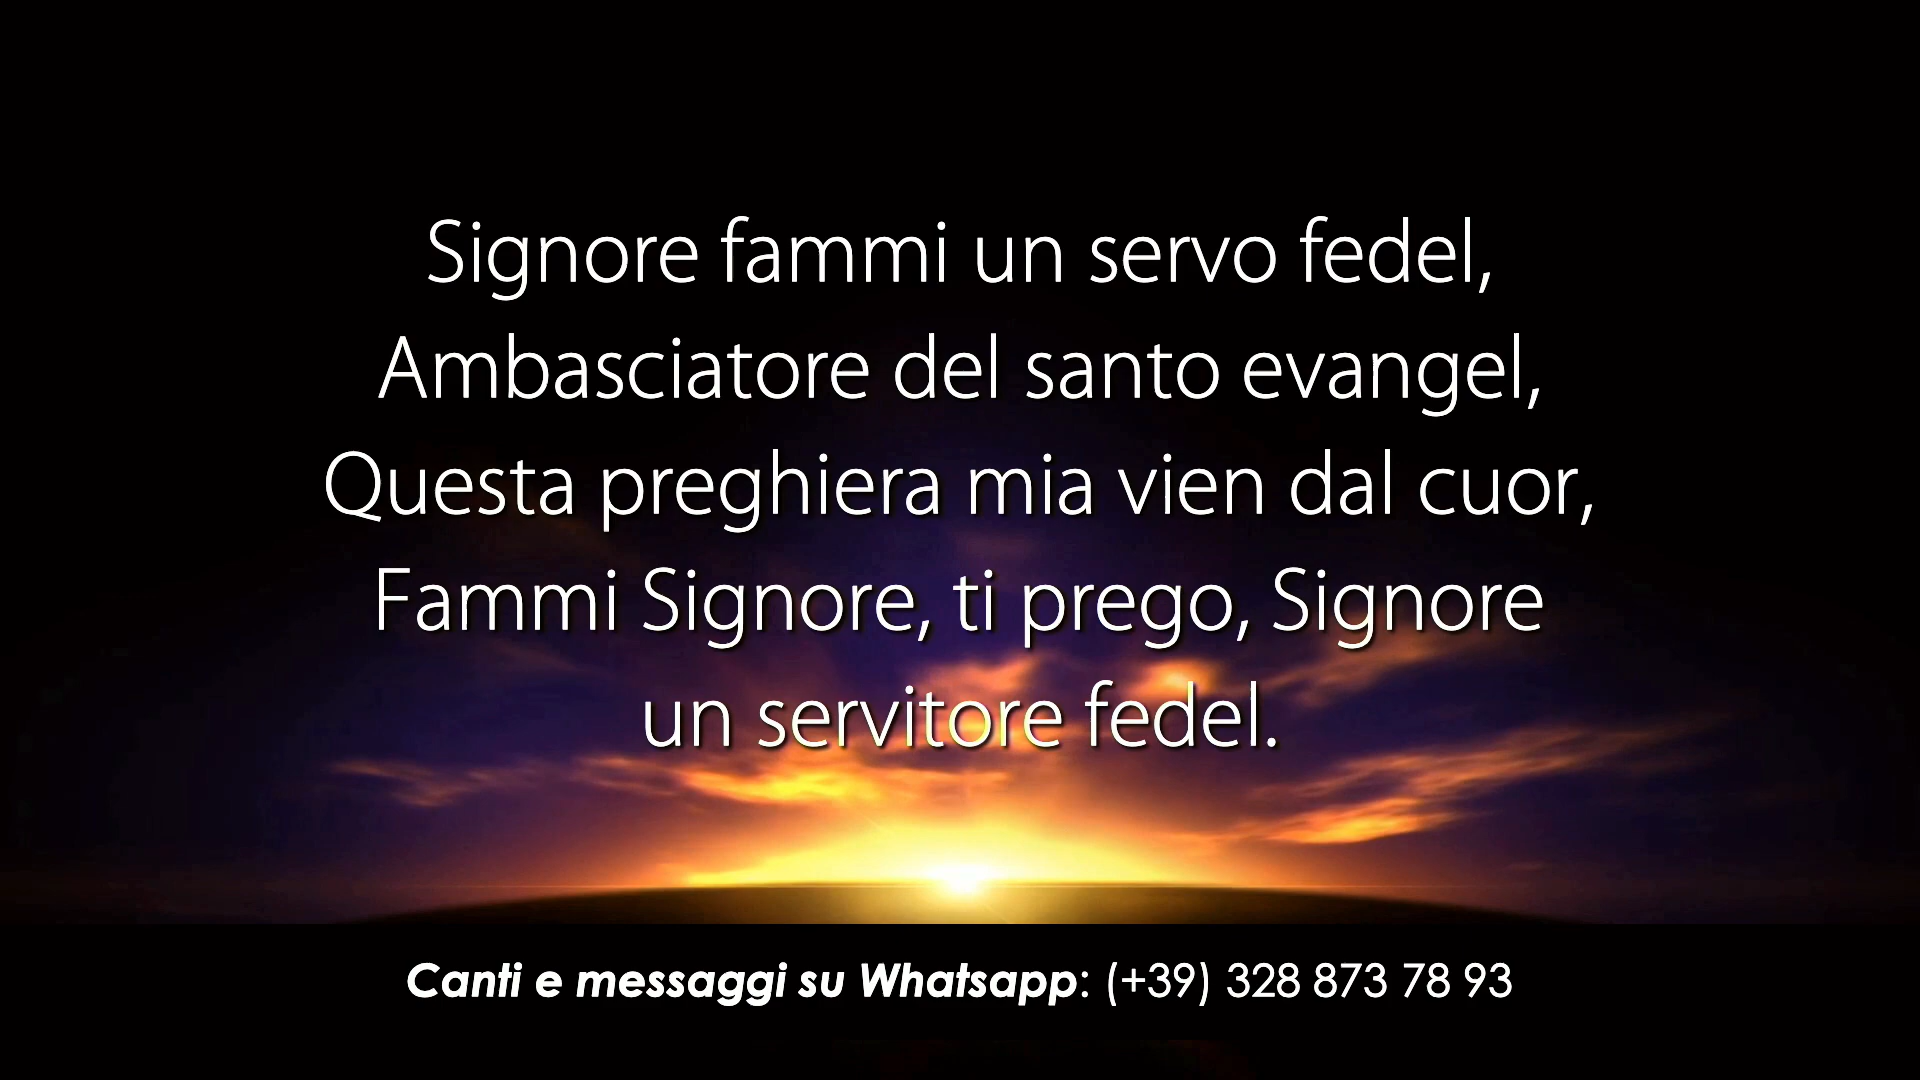 Signore fammi un servo fedel,
Ambasciatore del santo evangel,
Questa preghiera mia vien dal cuor,
Fammi Signore, ti prego, Signore
un servitore fedel.
Canti e messaggi su Whatsapp: (+39) 328 873 78 93